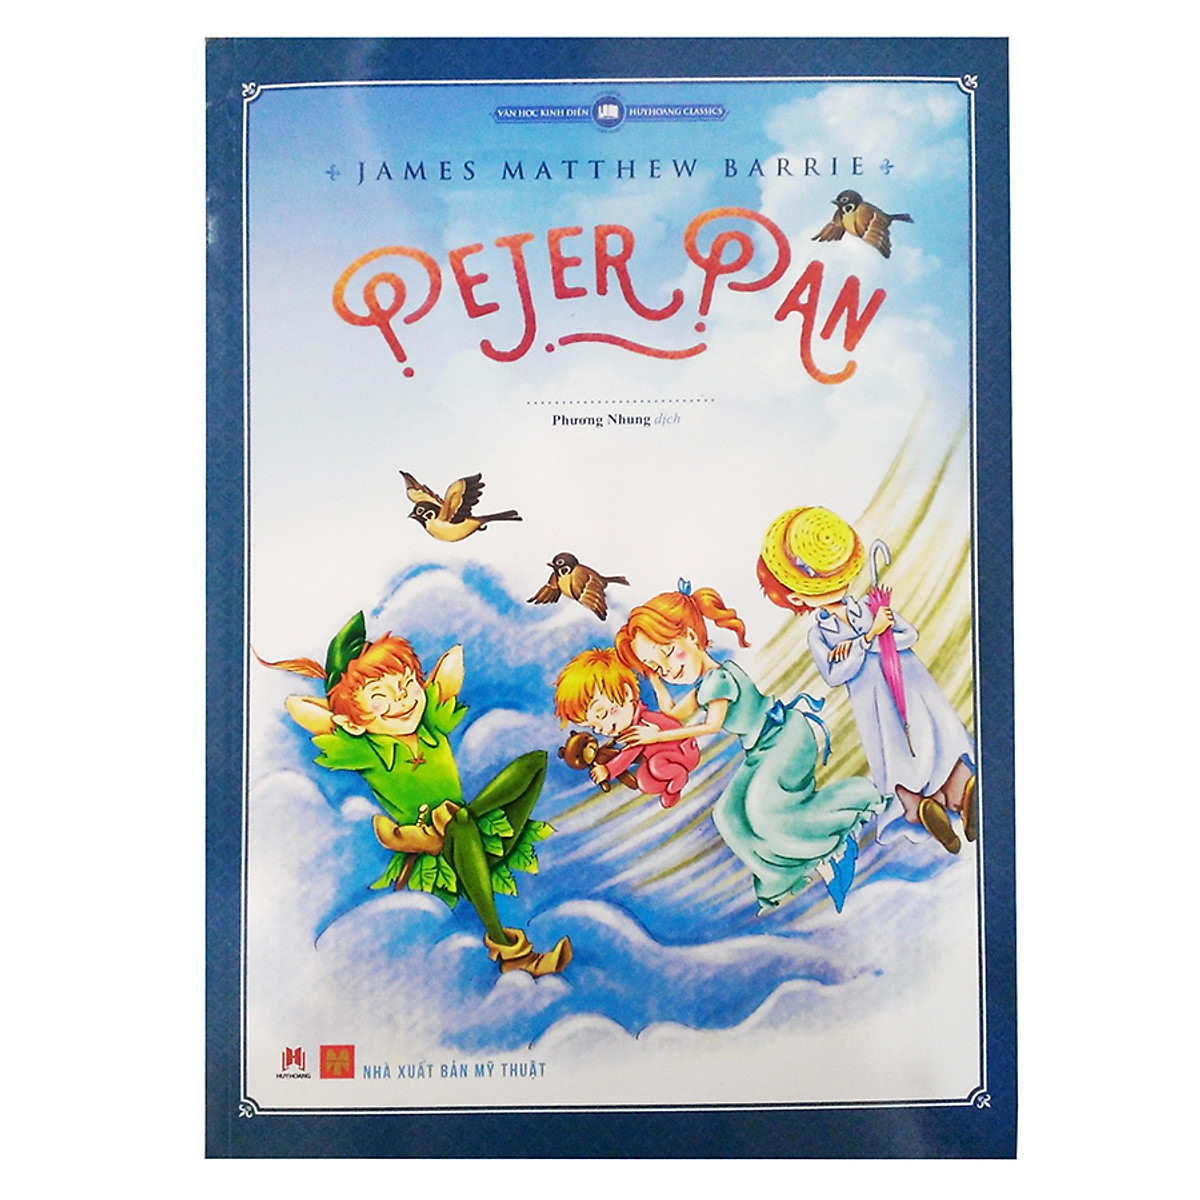 VĂN HỌC KINH ĐIỂN HUYHOANG CLASSICS
JAMES MATTHEW BARRIE
PETER PAN
Phương Nhung dịch
HUYHOANG
NHÀ XUẤT BẢN MỸ THUẬT